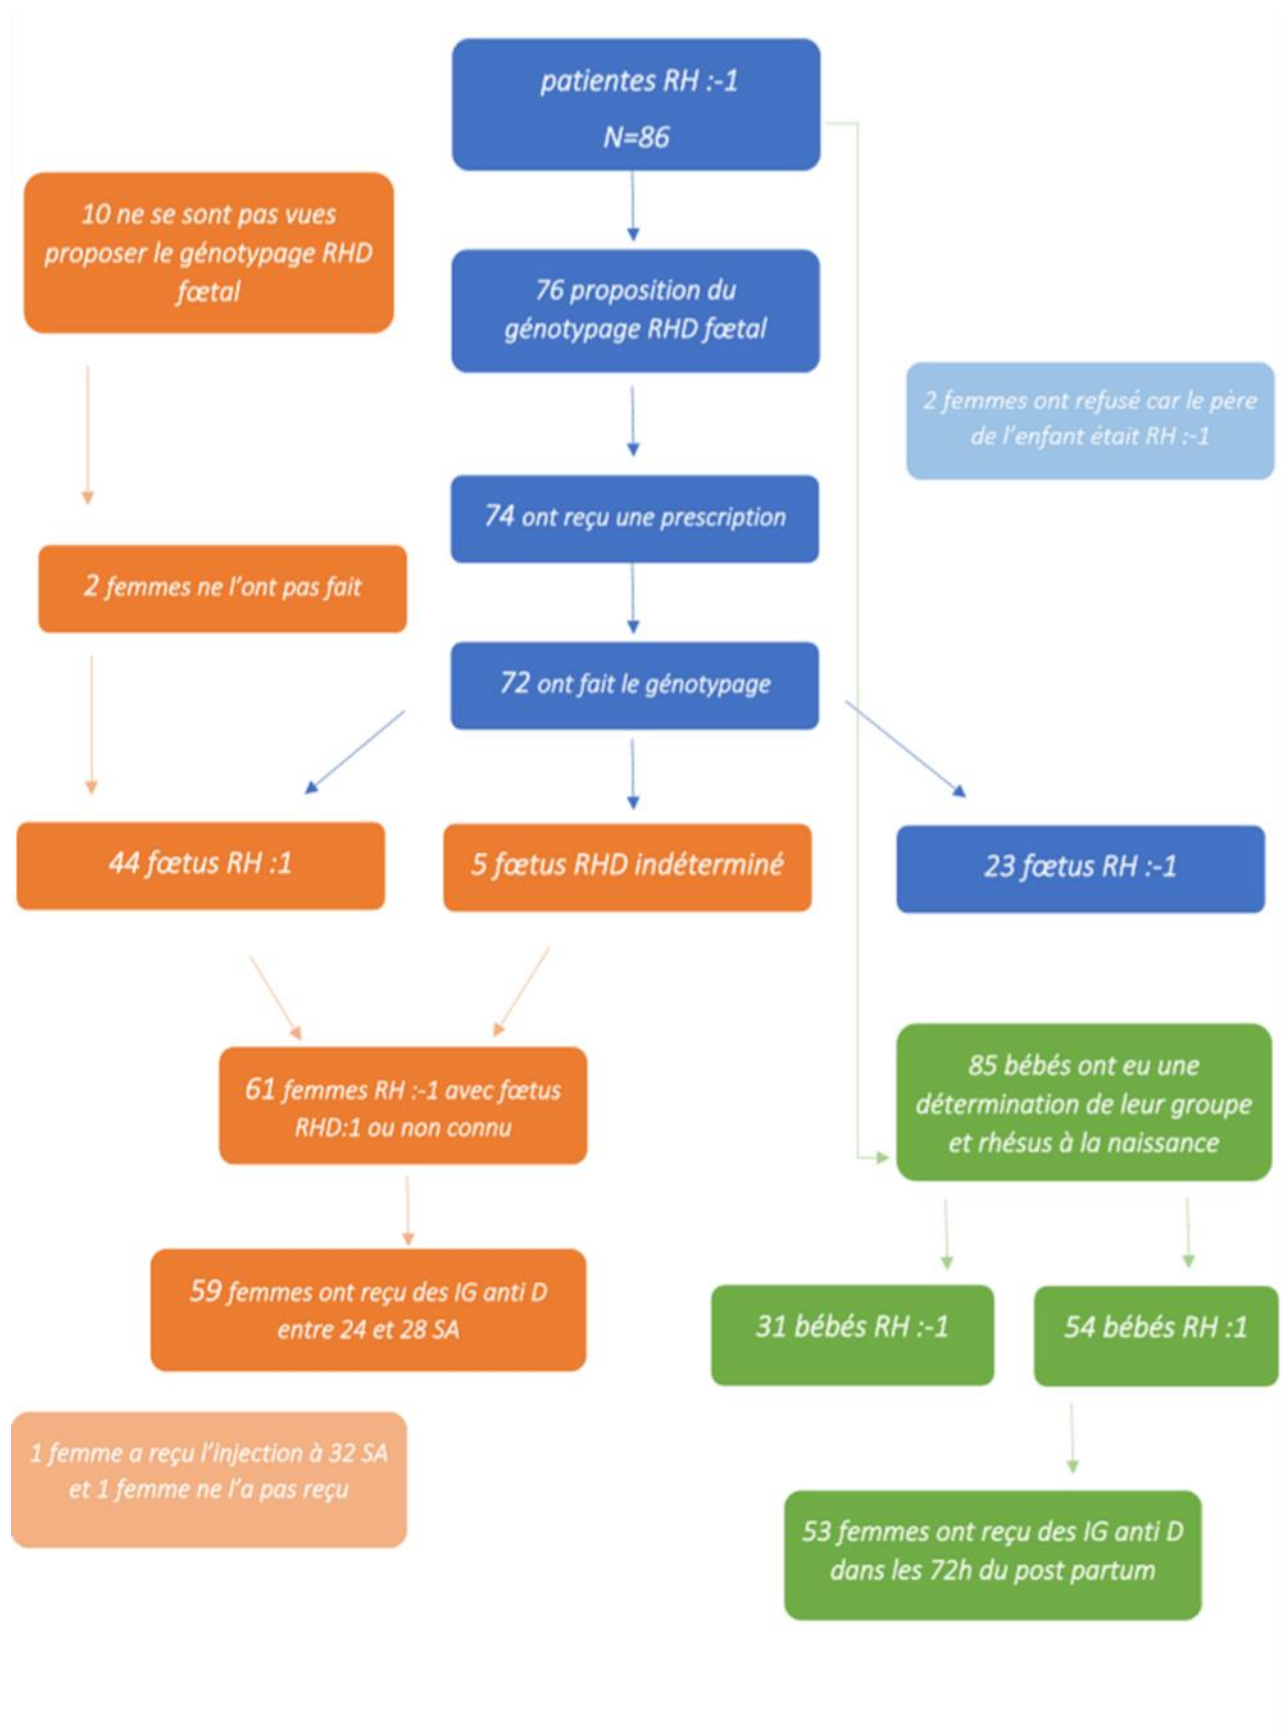 patientes RH :-1
N=86
10 ne se sont pas vues
proposer le génotypage RHD
fœtal
76 proposition du
génotypage RHD fœtal
2 femmes ont refusé car le père
de l'enfant était RH :-1
74 ont reçu une prescription
2 femmes ne l'ont pas fait
72 ont fait le génotypage
44 fœtus RH :1
5 fœtus RHD indéterminé
23 fœtus RH :-1
61 femmes RH :-1 avec fœtus
RHD:1 ou non connu
85 bébés ont eu une
détermination de leur groupe
et rhésus à la naissance
59 femmes ont reçu des IG anti D
entre 24 et 28 SA
31 bébés RH :-1
54 bébés RH :1
1 femme a reçu l'injection à 32 SA
et 1 femme ne l'a pas reçu
53 femmes ont reçu des IG anti D
dans les 72h du post partum